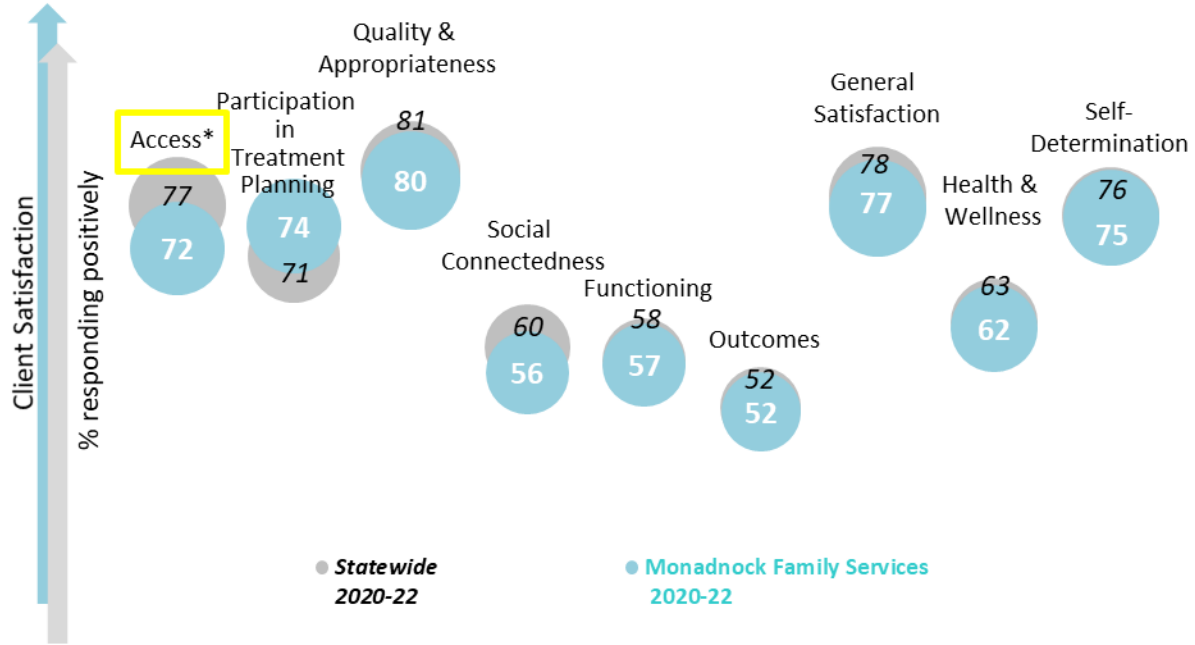 Client Satisfaction
% responding positively
Access*
77
72
Participation
in
Treatment
Planning
74
71
Quality &
Appropriateness
81
80
Social
Connectedness
60
56
Functioning
58
57
Outcomes
52
52
General
Satisfaction
78
77
Health &
Wellness
63
62
Self-
Determination
76
75
Statewide
2020-22
Monadnock Family Services
2020-22